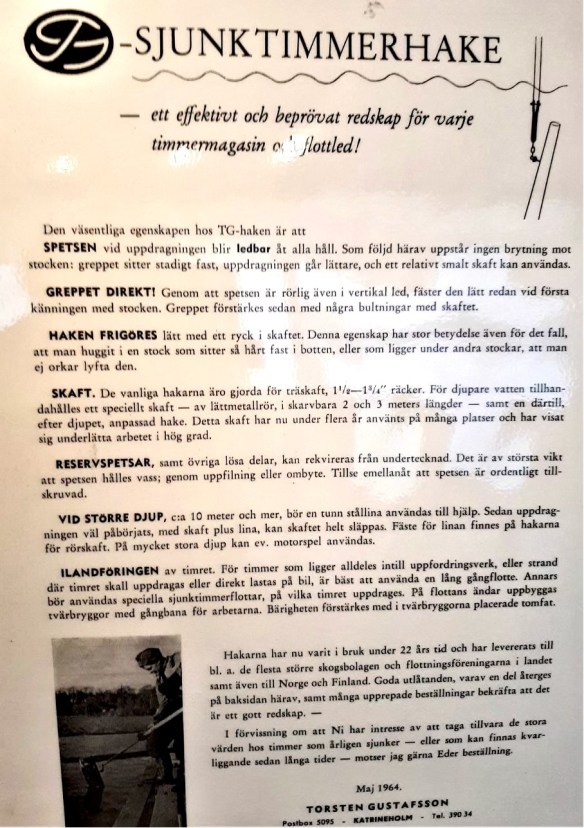 TG-SJUNKTIMMERHAKE
— ett effektivt och beprövat redskap för varje
timmermagasin och flottled!
Den väsentliga egenskapen hos TG-haken är att
SPETSEN vid uppdragningen blir ledbar åt alla håll. Som följd härav uppstår ingen brytning mot
stocken: greppet sitter stadigt fast, uppdragningen går lättare, och ett relativt smalt skaft kan användas.
GREPPET DIREKT! Genom att spetsen är rörlig även i vertikal led, fäster den lätt redan vid första
känningen med stocken. Greppet förstärkes sedan med några bultningar med skaftet.
HAKEN FRIGÖRES lätt med ett ryck i skaftet. Denna egenskap har stor betydelse även för det fall,
att man huggit i en stock som sitter så hårt fast i botten, eller som ligger under andra stockar, att man
ej orkar lyfta den.
SKAFT. De vanliga hakarna äro gjorda för träskaft, 1 1/2—1 3/4" räcker. För djupare vatten tillhan-
dahålles ett speciellt skaft — av lättmetallrör, i skarvbara 2 och 3 meters längder — samt en därtill,
efter djupet, anpassad hake. Detta skaft har nu under flera år använts på många platser och har visat
sig underlätta arbetet i hög grad.
RESERVSPETSAR, samt övriga lösa delar, kan rekvireras från undertecknad. Det är av största vikt
att spetsen hålles vass; genom uppfilning eller ombyte. Tillse emellanåt att spetsen är ordentligt till-
skruvad.
VID STÖRRE DJUP, c:a 10 meter och mer, bör en tunn stållina användas till hjälp. Sedan uppdrag-
ningen väl påbörjats, med skaft plus lina, kan skaftet helt släppas. Fäste för linan finnes på hakarna
för rörskaft. På mycket stora djup kan ev. motorspel användas.
ILANDFÖRINGEN av timret. För timmer som ligger alldeles intill uppfordringsverk, eller strand
där timret skall uppdragas eller direkt lastas på bil, är bäst att använda en lång gångflotte. Annars
bör användas speciella sjunktimmerflottar, på vilka timret uppdrages. På flottans ändar uppbyggas
tvärbryggor med gångbana för arbetarna. Bärigheten förstärkes med i tvärbryggorna placerade tomfat.
Hakarna har nu varit i bruk under 22 års tid och har levererats till
bl. a. de flesta större skogsbolagen och flottningsföreningarna i landet
samt även till Norge och Finland. Goda utlåtanden, varav en del återges
på baksidan härav, samt många upprepade beställningar bekräfta att det
är ett gott redskap. —
I förvissning om att Ni har intresse av att taga tillvara de stora
värden hos timmer som årligen sjunker — eller som kan finnas kvar-
liggande sedan långa tider — motser jag gärna Eder beställning.
Maj 1964.
TORSTEN GUSTAFSSON
Postbox 5095 - KATRINEHOLM - Tel. 390 34